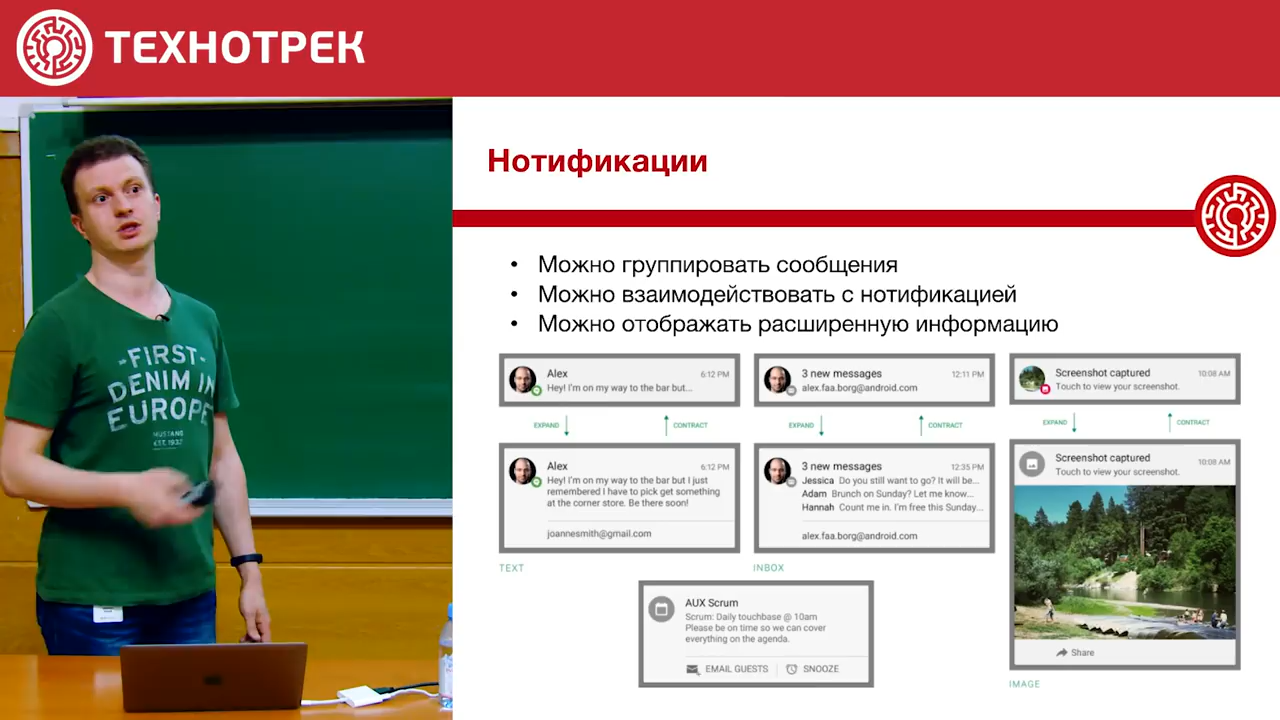 ТЕХНОТРЕК
-FIRST-
DENIM IN
EUROPE
MUSTANG
EST. 1932
Нотификации
• Можно группировать сообщения
• Можно взаимодействовать с нотификацией
• Можно отображать расширенную информацию
Alex 6:12 PM
Hey! I'm on my way to the bar but...
EXPAND CONTRACT
Alex 6:12 PM
Hey! I'm on my way to the bar but I just
remembered I have to pick get something
at the corner store. Be there soon!
joannesmith@gmail.com
TEXT
3 new messages 12:11 PM
alex.faa.borg@android.com
EXPAND CONTRACT
3 new messages 12:35 PM
Jessica Do you still want to go? It will be...
Adam Brunch on Sunday? Let me know...
Hannah Count me in. I'm free this Sunday...
alex.faa.borg@android.com
INBOX
Screenshot captured 10:08 AM
Touch to view your screenshot.
EXPAND CONTRACT
Screenshot captured 10:08 AM
Touch to view your screenshot.
Share
IMAGE
AUX Scrum
Scrum: Daily touchbase @ 10am
Please be on time so we can cover
everything on the agenda.
EMAIL GUESTS SNOOZE